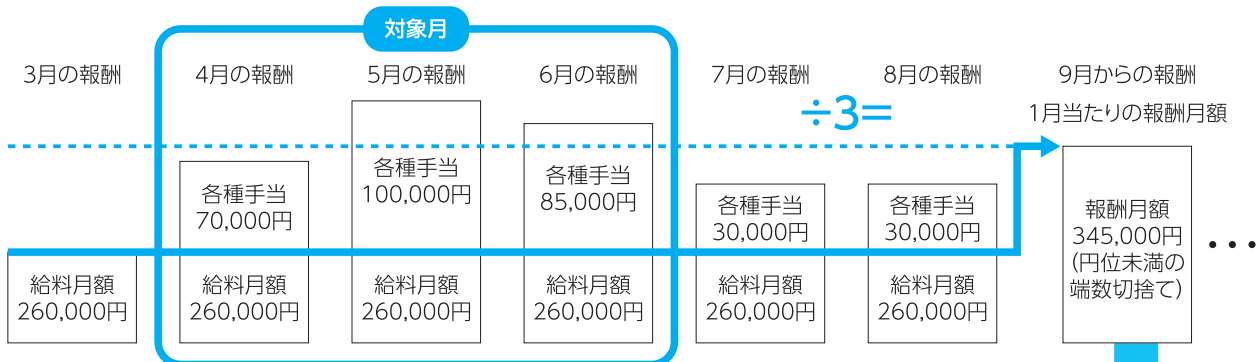 対象月
3月の報酬
4月の報酬
5月の報酬
6月の報酬
7月の報酬
8月の報酬
9月からの報酬
÷3=
1月当たりの報酬月額
各種手当
70,000円
各種手当
100,000円
各種手当
85,000円
各種手当
30,000円
各種手当
30,000円
報酬月額
345,000円
(円位未満の
端数切捨て)
・・・
給料月額
260,000円
給料月額
260,000円
給料月額
260,000円
給料月額
260,000円
給料月額
260,000円
給料月額
260,000円